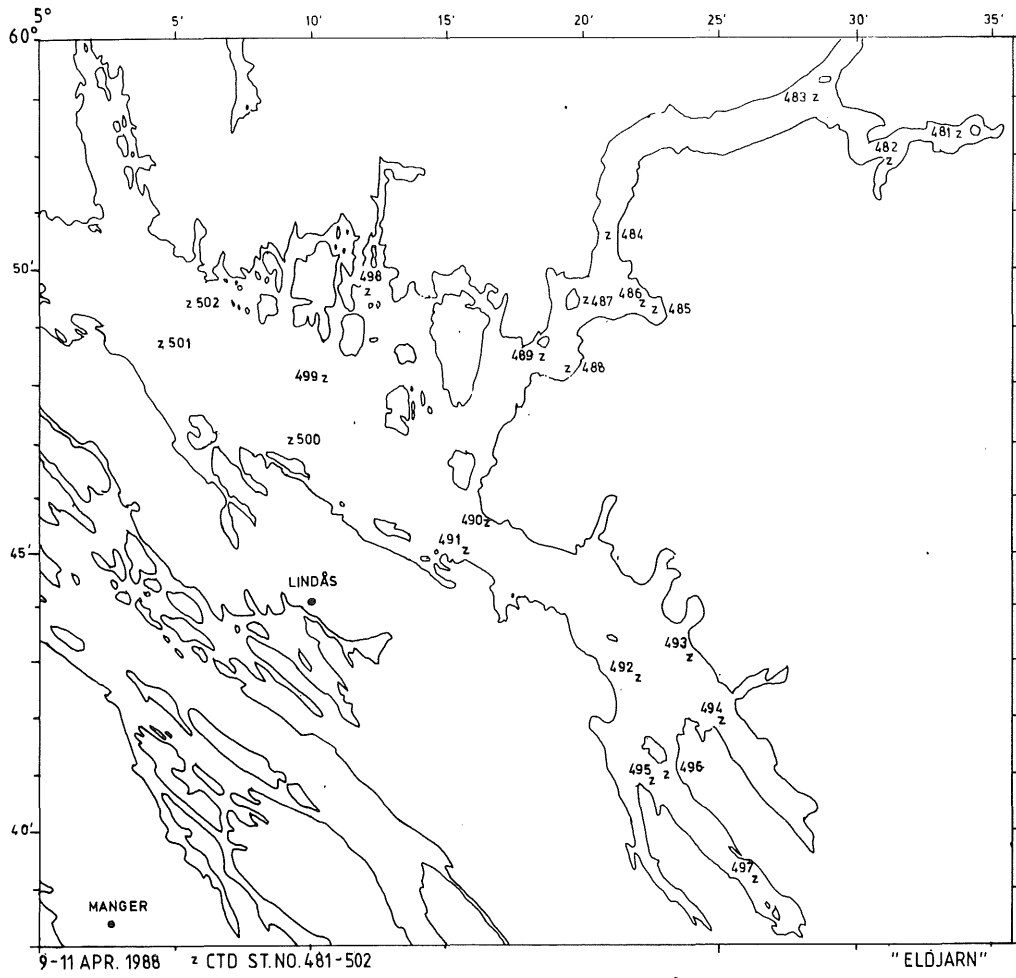 5° 5′ 10′ 15′ 20′ 25′ 30′ 35′
60°
483 z
481 z
482
z
z 484
498
z
50′
z 502
z 487
486
z z 485
z 501
489 z
z 488
499 z
z 500
490 z
491
z
45′
LINDÅS
493
z
492
z
494
z
495
z z 496
40′
497
z
MANGER
9-11 APR. 1988 z CTD ST.NO. 481-502 "ELDJARN"